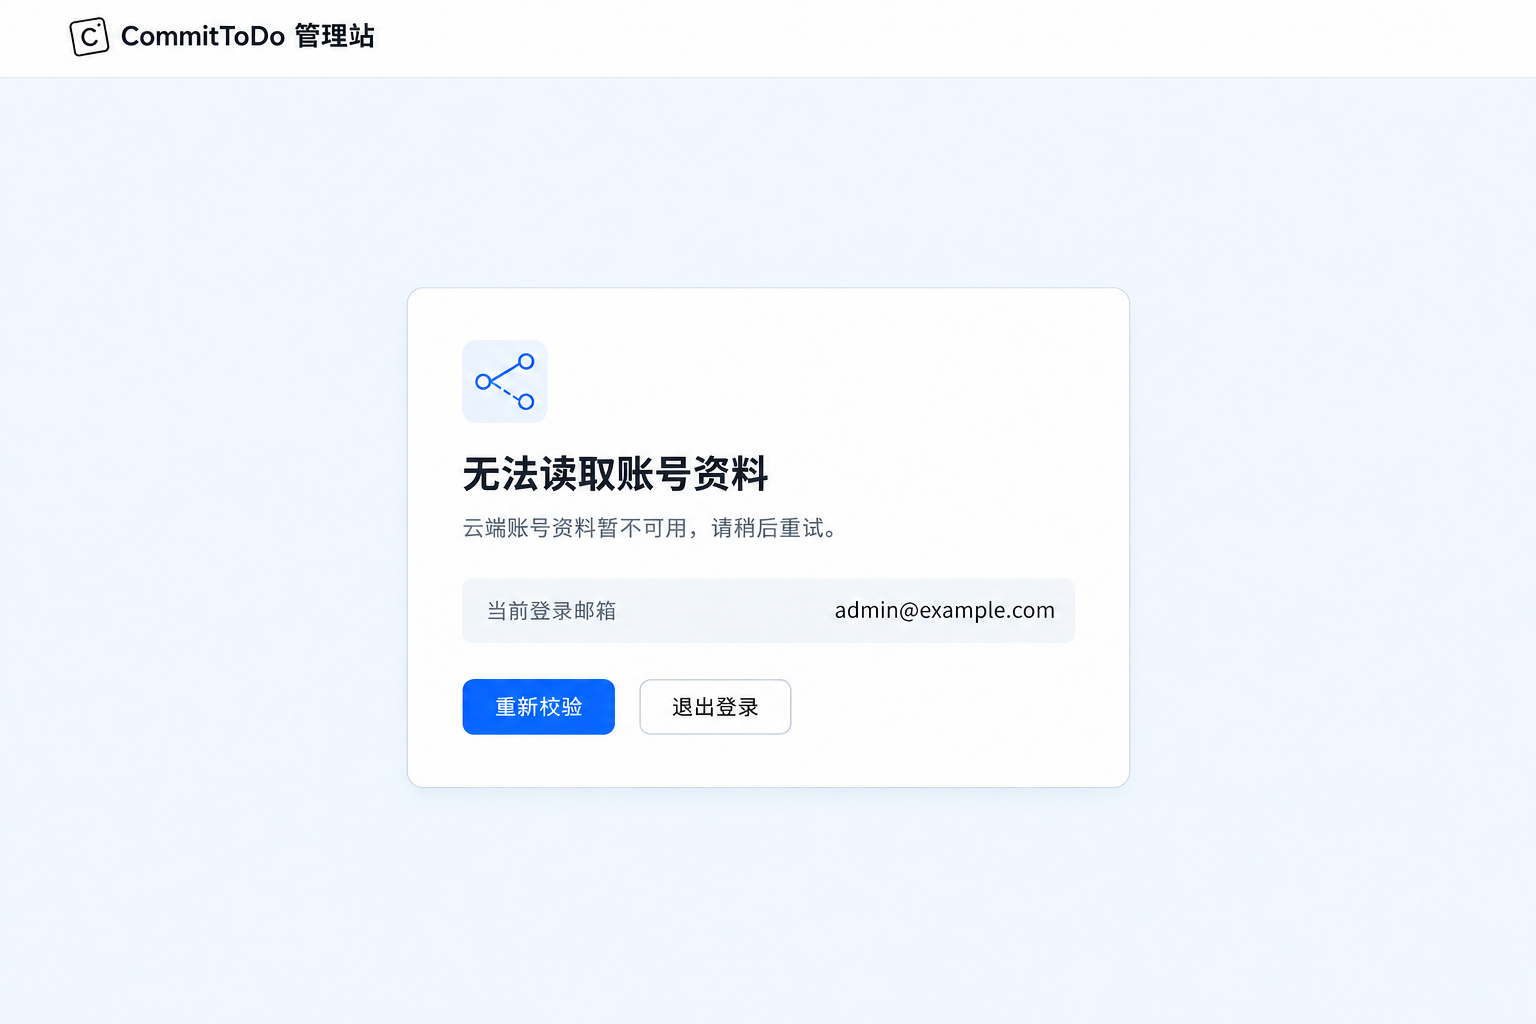 C CommitToDo 管理站
无法读取账号资料
云端账号资料暂不可用，请稍后重试。
当前登录邮箱 admin@example.com
重新校验 退出登录